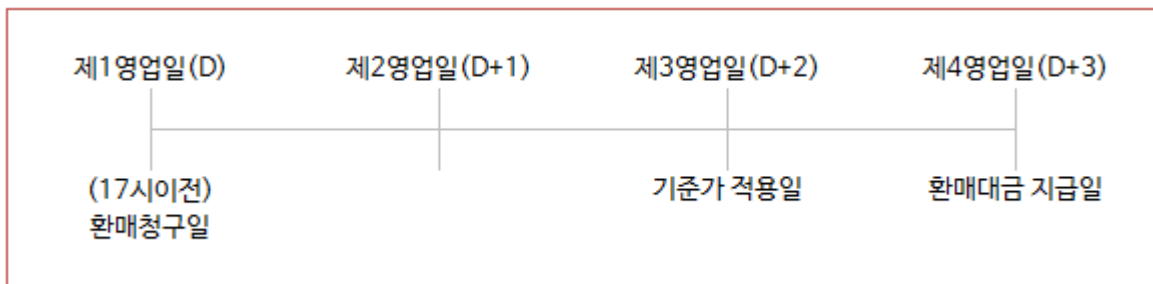 제1영업일(D)
제2영업일(D+1)
제3영업일(D+2)
제4영업일(D+3)
(17시이전)
환매청구일
기준가 적용일
환매대금 지급일